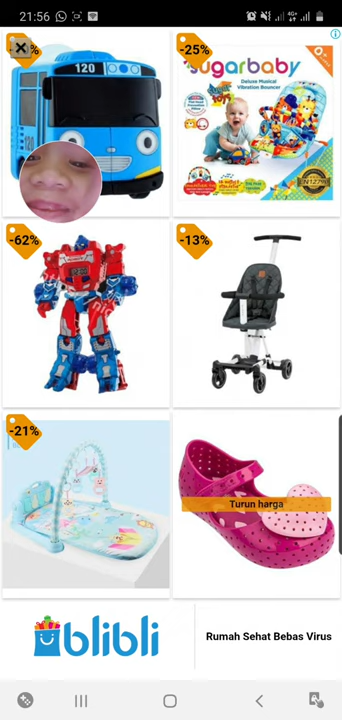 21:56
4G+
-25%
sugarbaby
Deluxe Musical
Vibration Bouncer
120
-62%
-13%
-21%
Turun harga
blibli
Rumah Sehat Bebas Virus